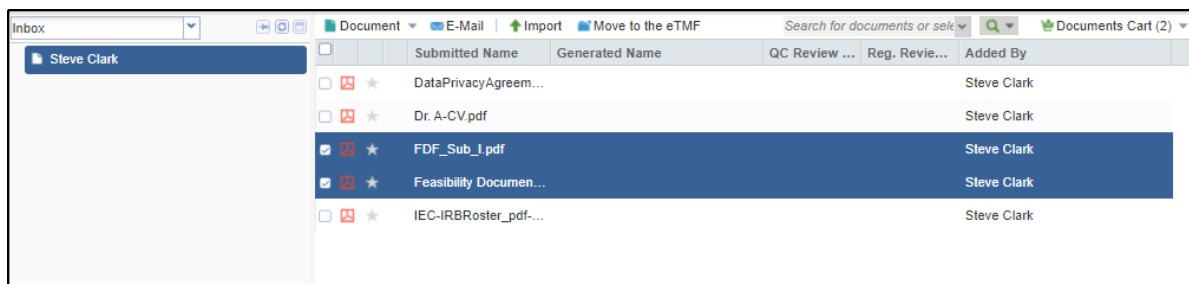 Inbox
Document E-Mail Import Move to the eTMF Search for documents or sele Documents Cart (2)
Steve Clark
Submitted Name Generated Name QC Review ... Reg. Revie... Added By
DataPrivacyAgreem... Steve Clark
Dr. A-CV.pdf Steve Clark
FDF_Sub_I.pdf Steve Clark
Feasibility Documen... Steve Clark
IEC-IRBRoster_pdf-... Steve Clark